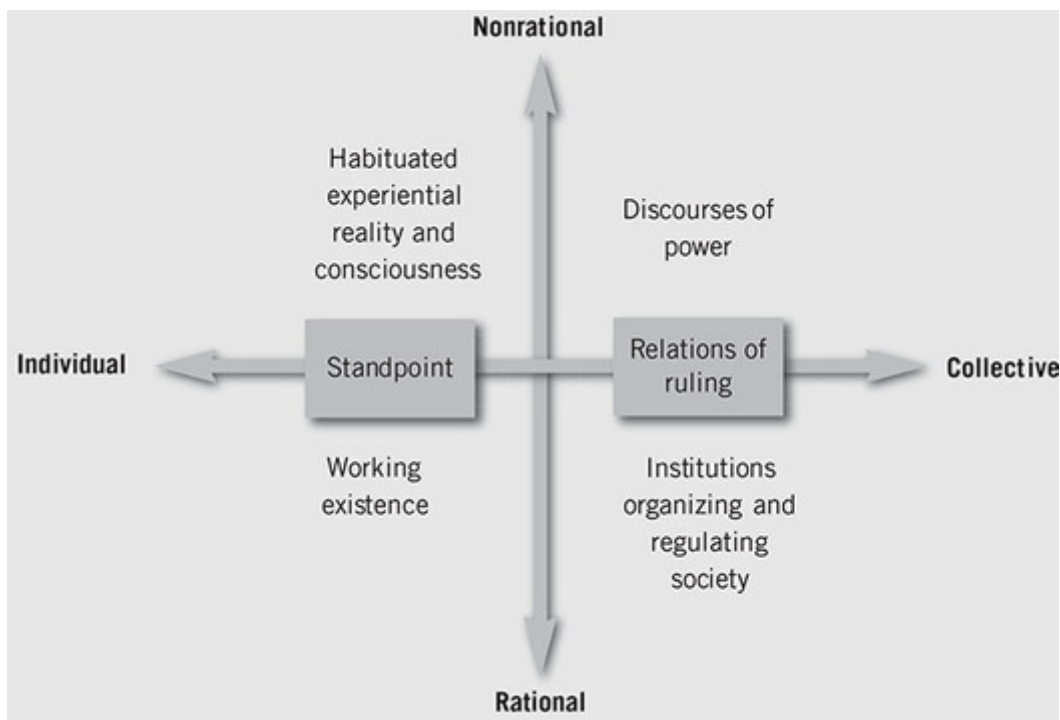 Nonrational
Habituated
experiential
reality and
consciousness
Discourses of
power
Individual
Standpoint
Relations of
ruling
Collective
Working
existence
Institutions
organizing and
regulating
society
Rational